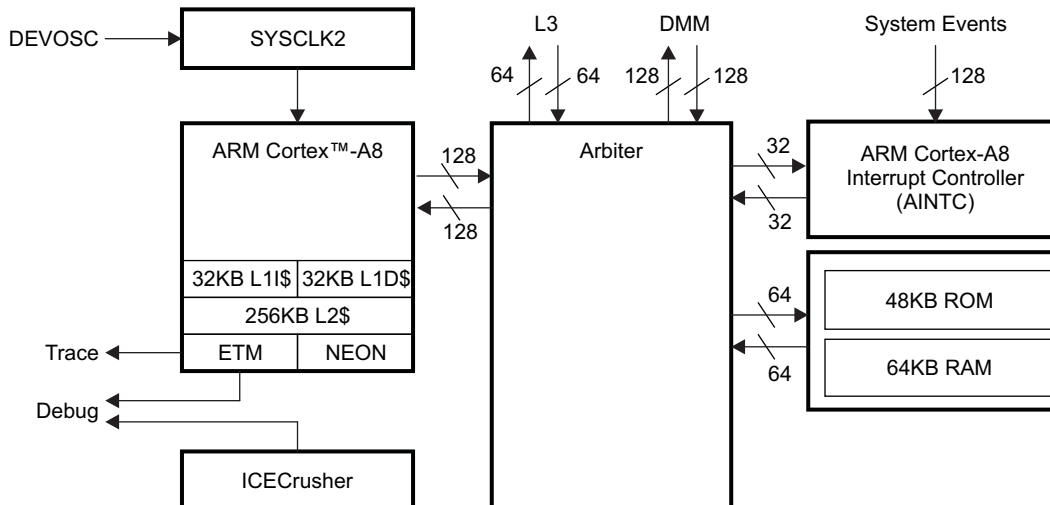 DEVOSC
SYSCLK2
L3
DMM
System Events
64
64
128
128
128
ARM Cortex™-A8
128
128
Arbiter
32
32
ARM Cortex-A8
Interrupt Controller
(AINTC)
32KB L1I$
32KB L1D$
256KB L2$
ETM
NEON
64
64
48KB ROM
64KB RAM
Trace
Debug
ICECrusher